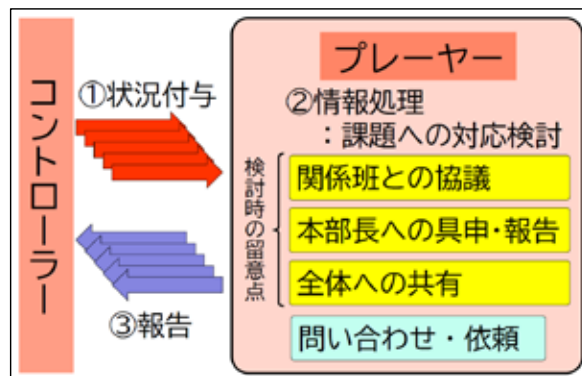 コントローラー
①状況付与
③報告
プレーヤー
②情報処理
：課題への対応検討
検討時の留意点
関係班との協議
本部長への具申・報告
全体への共有
問い合わせ・依頼